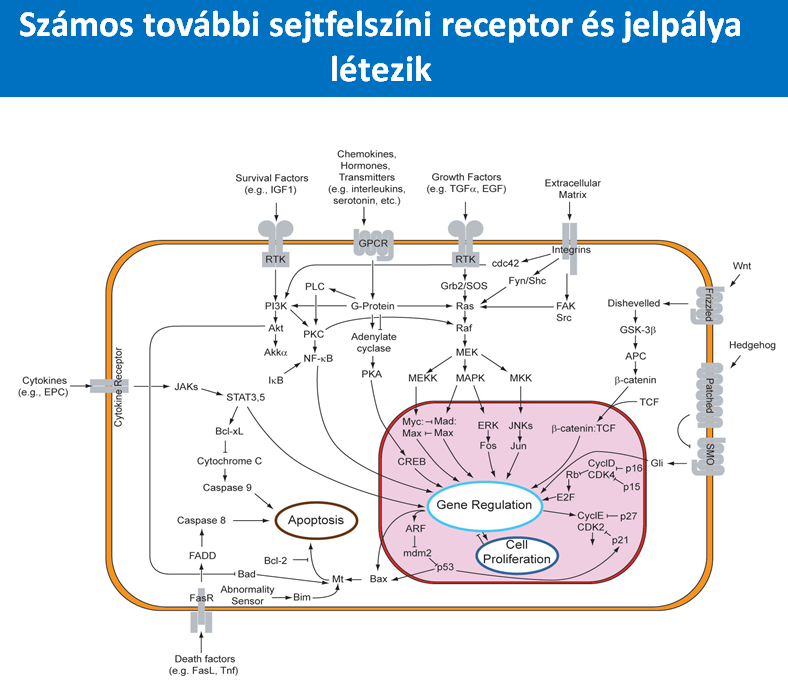 Számos további sejtfelszíni receptor és jelpálya
létezik
Chemokines,
Hormones,
Transmitters
(e.g. interleukins,
serotonin, etc.)
Survival Factors
(e.g., IGF1)
Growth Factors
(e.g. TGFα, EGF)
Extracellular
Matrix
GPCR
RTK
RTK
Integrins
cdc42
Wnt
Fyn/Shc
Grb2/SOS
PLC
Frizzled
PI3K
G-Protein
Ras
FAK
Src
Dishevelled
Akt
PKC
Adenylate
cyclase
Raf
GSK-3β
Hedgehog
Akkα
NF-κB
MEK
APC
IκB
PKA
MEKK
MAPK
MKK
β-catenin
Cytokines
(e.g., EPC)
Cytokine Receptor
JAKs
STAT3,5
TCF
Patched
Bcl-xL
Myc:
Max
Mad:
Max
ERK
Fos
JNKs
Jun
β-catenin:TCF
SMO
Cytochrome C
CREB
Gli
CycID
CDK4
p16
p15
Rb
Caspase 9
E2F
Gene Regulation
Caspase 8
Apoptosis
CycIE
CDK2
p27
p21
ARF
FADD
Bcl-2
mdm2
Cell
Proliferation
p53
Bad
Mt
Bax
Abnormality
Sensor
Bim
FasR
Death factors
(e.g. FasL, Tnf)